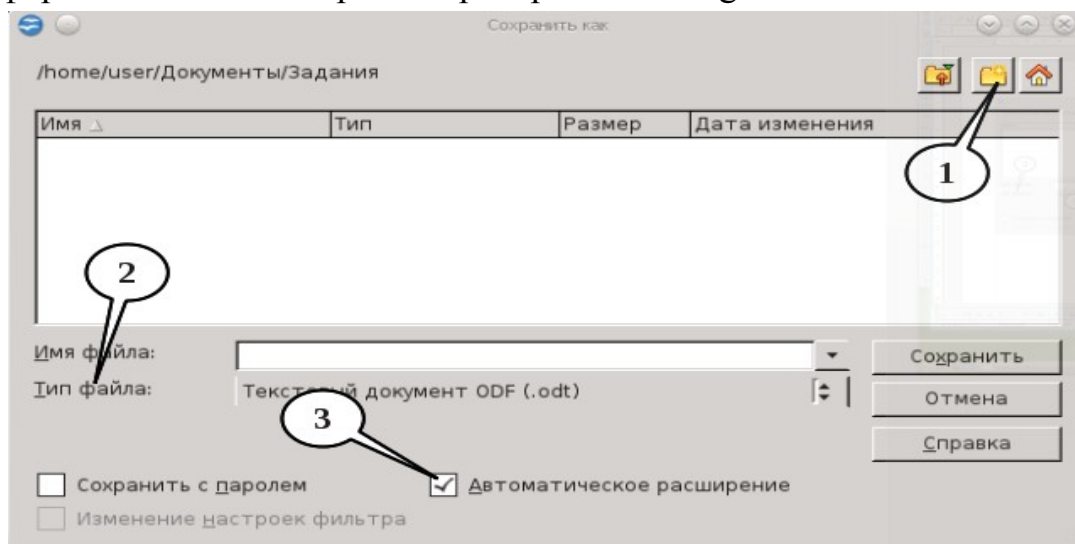 Сохранить как
/home/user/Документы/Задания
Имя Тип Размер Дата изменения
1
2
Имя файла:
Сохранить
Тип файла: Текстовый документ ODF (.odt)
Отмена
3
Справка
Сохранить с паролем Автоматическое расширение
Изменение настроек фильтра